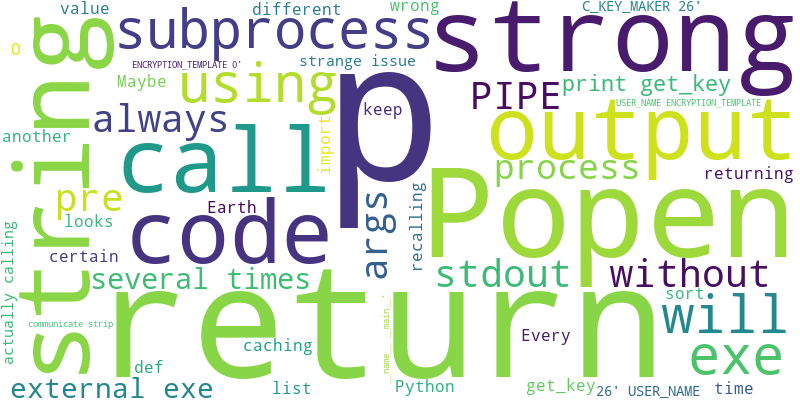 value
different
wrong
C_KEY_MAKER 26'
O
subprocess
strong
ENCRYPTION_TEMPLATE 0'
strange issue
string
Maybe
using
p
keep
PIPE
print get_key
USER_NAME ENCRYPTION_TEMPLATE
always
another
call
import
output
process
returning
pre
Earth
args
recalling
Popen
looks
code
certain
stdout
without
actually calling
several times
return
sort
will
communicate strip
__name__ __main__'
Every
caching
exe
def
external exe
list
Python
get_key
26' USER_NAME
time